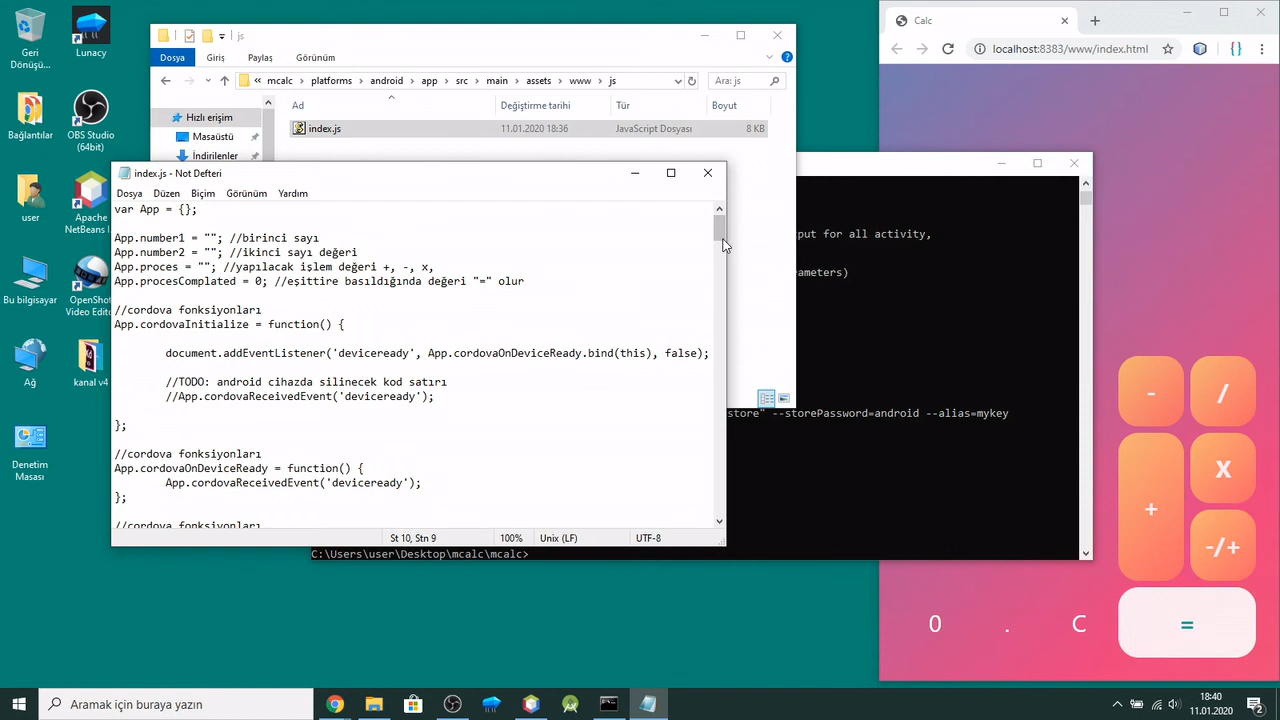 Geri
Dönüşü...
Lunacy
Bağlantılar
OBS Studio
(64bit)
user
Apache
NetBeans I...
Bu bilgisayar
OpenShot
Video Edito...
Ağ
kanal v4
Denetim
Masası
js
Dosya
Giriş
Paylaş
Görünüm
« mcalc › platforms › android › app › src › main › assets › www › js
Ara: js
Hızlı erişim
Masaüstü
İndirilenler
Ad
Değiştirme tarihi
Tür
Boyut
index.js
11.01.2020 18:36
JavaScript Dosyası
8 KB
index.js - Not Defteri
Dosya
Düzen
Biçim
Görünüm
Yardım
var App = {};
App.number1 = ""; //birinci sayı
App.number2 = ""; //ikinci sayı değeri
App.proces = ""; //yapılacak işlem değeri +, -, x,
App.procesComplated = 0; //eşittire basıldığında değeri "=" olur
//cordova fonksiyonları
App.cordovaInitialize = function() {
document.addEventListener('deviceready', App.cordovaOnDeviceReady.bind(this), false);
//TODO: android cihazda silinecek kod satırı
//App.cordovaReceivedEvent('deviceready');
};
//cordova fonksiyonları
App.cordovaOnDeviceReady = function() {
App.cordovaReceivedEvent('deviceready');
};
//cordova fonksiyonları
St 10, Stn 9
100%
Unix (LF)
UTF-8
put for all activity,
ameters)
store" --storePassword=android --alias=mykey
C:\Users\user\Desktop\mcalc\mcalc>
Calc
localhost:8383/www/index.html
{}
-
/
+
X
-/+
0
.
C
=
Aramak için buraya yazın
18:40
11.01.2020
2